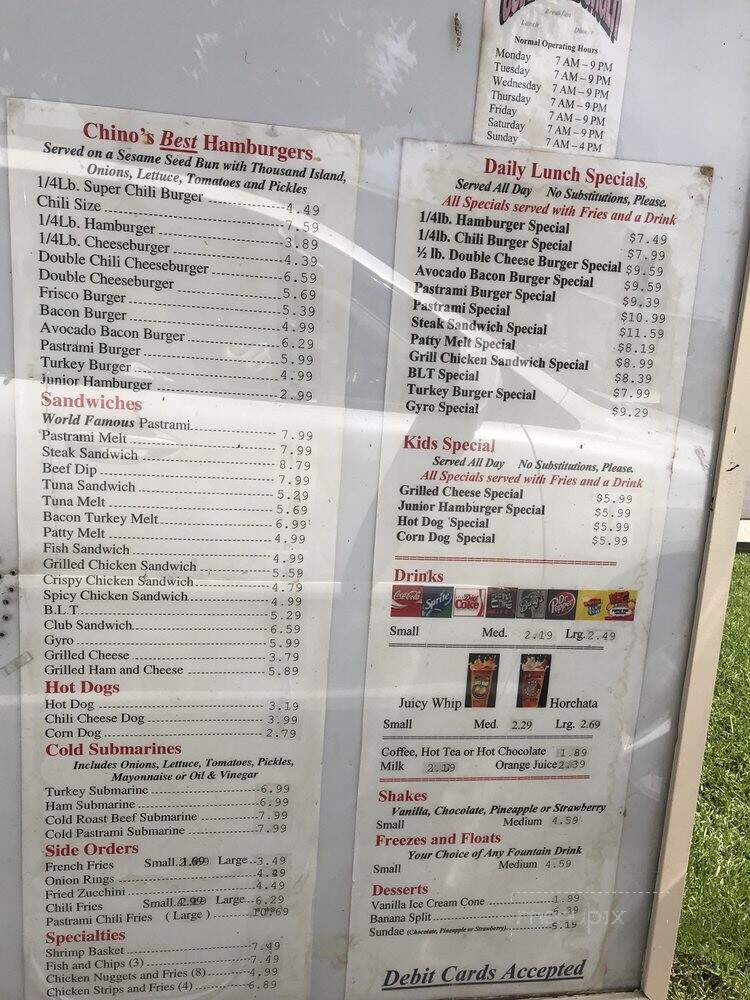 Breakfast
Lunch Dinner
Normal Operating Hours
Monday 7 AM – 9 PM
Tuesday 7 AM – 9 PM
Wednesday 7 AM – 9 PM
Thursday 7 AM – 9 PM
Friday 7 AM – 9 PM
Saturday 7 AM – 9 PM
Sunday 7 AM – 4 PM
Chino's Best Hamburgers
Served on a Sesame Seed Bun with Thousand Island,
Onions, Lettuce, Tomatoes and Pickles
1/4Lb. Super Chili Burger 4.49
Chili Size 7.59
1/4Lb. Hamburger 3.89
1/4Lb. Cheeseburger 4.39
Double Chili Cheeseburger 6.59
Double Cheeseburger 5.69
Frisco Burger 5.39
Bacon Burger 4.99
Avocado Bacon Burger 6.29
Pastrami Burger 5.99
Turkey Burger 4.99
Junior Hamburger 2.99
Sandwiches
World Famous Pastrami 7.99
Pastrami Melt 7.99
Steak Sandwich 8.79
Beef Dip 7.99
Tuna Sandwich 5.29
Tuna Melt 5.69
Bacon Turkey Melt 6.99
Patty Melt 4.99
Fish Sandwich 4.99
Grilled Chicken Sandwich 5.59
Crispy Chicken Sandwich 4.79
Spicy Chicken Sandwich 4.99
B.L.T 5.29
Club Sandwich 6.59
Gyro 5.99
Grilled Cheese 3.79
Grilled Ham and Cheese 5.89
Hot Dogs
Hot Dog 3.19
Chili Cheese Dog 3.99
Corn Dog 2.79
Cold Submarines
Includes Onions, Lettuce, Tomatoes, Pickles,
Mayonnaise or Oil & Vinegar
Turkey Submarine 6.99
Ham Submarine 6.99
Cold Roast Beef Submarine 7.99
Cold Pastrami Submarine 7.99
Side Orders
French Fries Small Large 3.49
Onion Rings
Fried Zucchini 4.49
Chili Fries Small Large 6.29
Pastrami Chili Fries ( Large )
Specialties
Shrimp Basket 7.49
Fish and Chips (3) 7.49
Chicken Nuggets and Fries (8) 4.99
Chicken Strips and Fries (4) 6.89
Daily Lunch Specials
Served All Day No Substitutions, Please.
All Specials served with Fries and a Drink
1/4lb. Hamburger Special $7.49
1/4lb. Chili Burger Special $7.99
½ lb. Double Cheese Burger Special $9.59
Avocado Bacon Burger Special $9.59
Pastrami Burger Special $9.39
Pastrami Special $10.99
Steak Sandwich Special $11.59
Patty Melt Special $8.19
Grill Chicken Sandwich Special $8.99
BLT Special $8.39
Turkey Burger Special $7.99
Gyro Special $9.29
Kids Special
Served All Day No Substitutions, Please.
All Specials served with Fries and a Drink
Grilled Cheese Special $5.99
Junior Hamburger Special $5.99
Hot Dog Special $5.99
Corn Dog Special $5.99
Drinks
Coca-Cola Sprite Diet Coke Barq's Dr Pepper
Small Med. 2.19 Lrg. 2.49
Juicy Whip Horchata
Small Med. 2.29 Lrg. 2.69
Coffee, Hot Tea or Hot Chocolate 1.89
Milk Orange Juice 2.39
Shakes
Vanilla, Chocolate, Pineapple or Strawberry
Small Medium 4.59
Freezes and Floats
Your Choice of Any Fountain Drink
Small Medium 4.59
Desserts
Vanilla Ice Cream Cone 1.99
Banana Split 6.39
Sundae (Chocolate, Pineapple or Strawberry) 5.19
Debit Cards Accepted